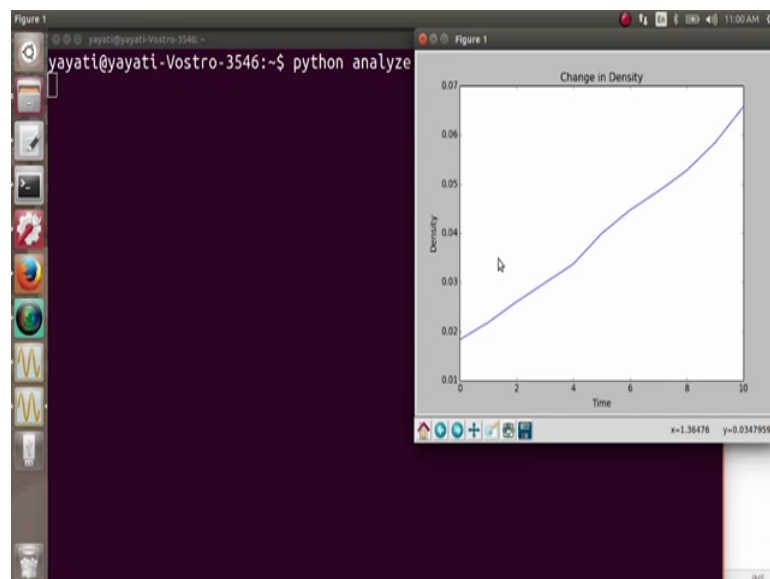 Figure 1
11:00 AM
yayati@yayati-Vostro-3546: ~
yayati@yayati-Vostro-3546:~$ python analyze
Figure 1
Change in Density
0.07
0.06
0.05
0.04
0.03
0.02
0.01
Density
0 2 4 6 8 10
Time
x=1.36476 y=0.0347959